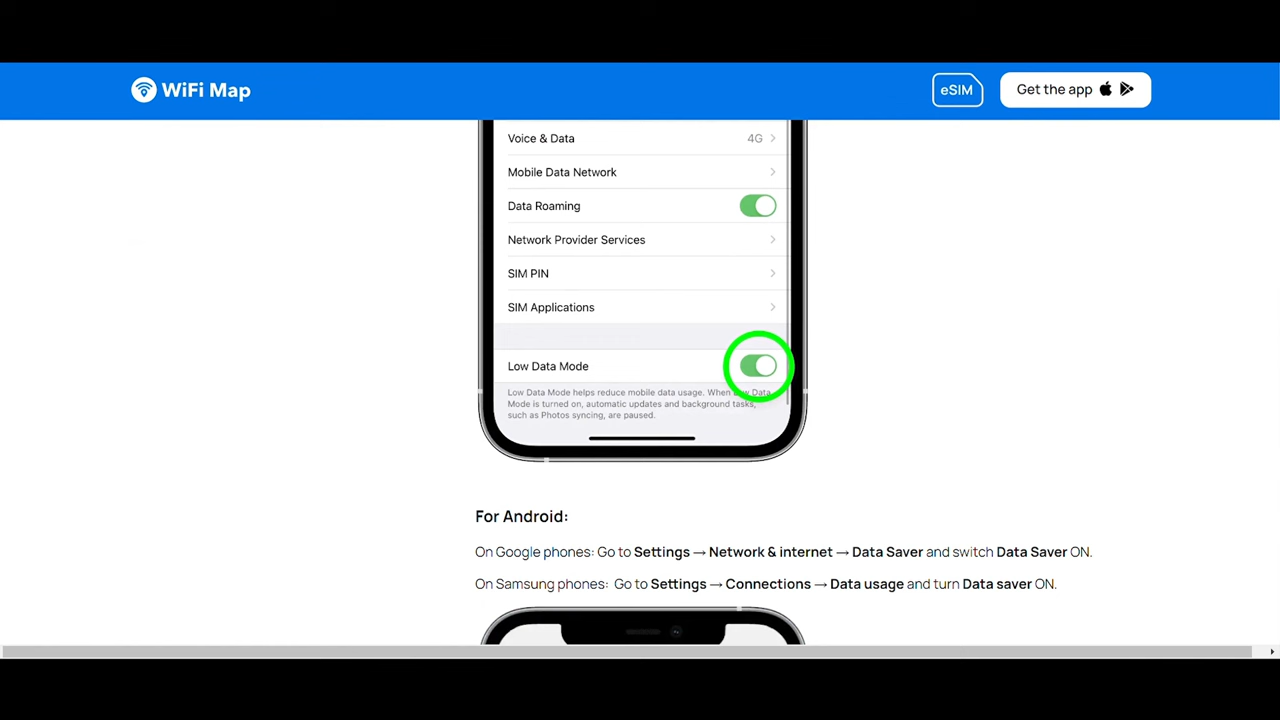 WiFi Map
eSIM
Get the app
Voice & Data 4G
Mobile Data Network
Data Roaming
Network Provider Services
SIM PIN
SIM Applications
Low Data Mode
Low Data Mode helps reduce mobile data usage. When Low Data
Mode is turned on, automatic updates and background tasks,
such as Photos syncing, are paused.
For Android:
On Google phones: Go to Settings → Network & internet → Data Saver and switch Data Saver ON.
On Samsung phones: Go to Settings → Connections → Data usage and turn Data saver ON.